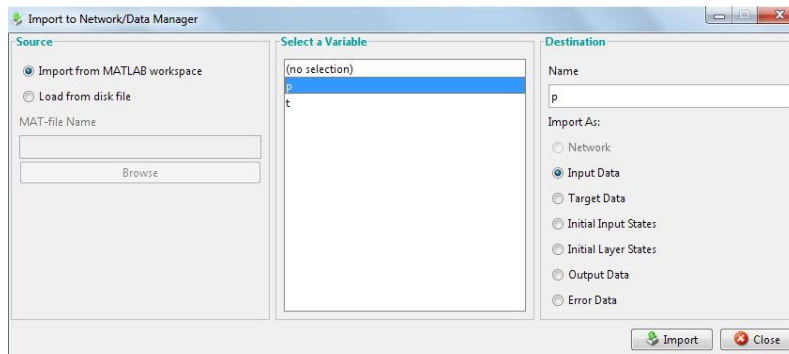 Import to Network/Data Manager
Source
Import from MATLAB workspace
Load from disk file
MAT-file Name
Browse
Select a Variable
(no selection)
p
t
Destination
Name
p
Import As:
Network
Input Data
Target Data
Initial Input States
Initial Layer States
Output Data
Error Data
Import
Close